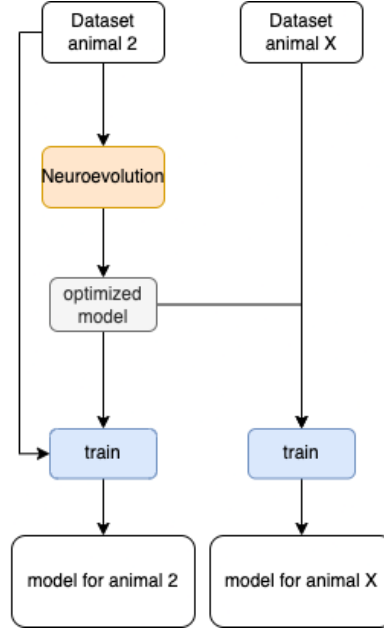 Dataset
animal 2
Dataset
animal X
Neuroevolution
optimized
model
train
train
model for animal 2
model for animal X